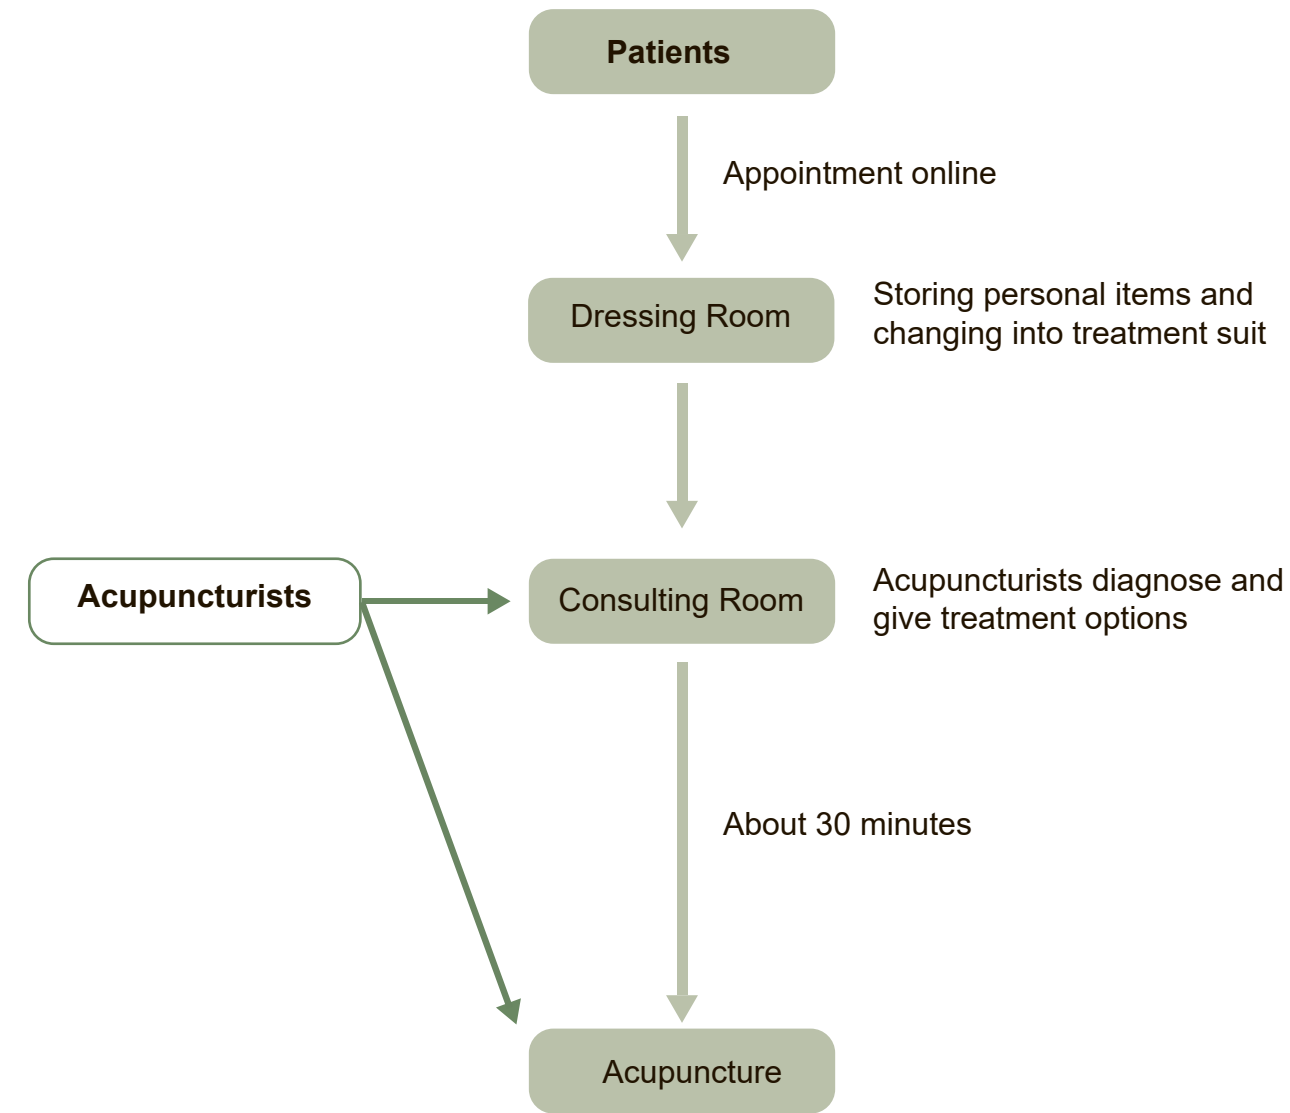 Patients
Appointment online
Dressing Room
Storing personal items and
changing into treatment suit
Acupuncturists
Consulting Room
Acupuncturists diagnose and
give treatment options
About 30 minutes
Acupuncture